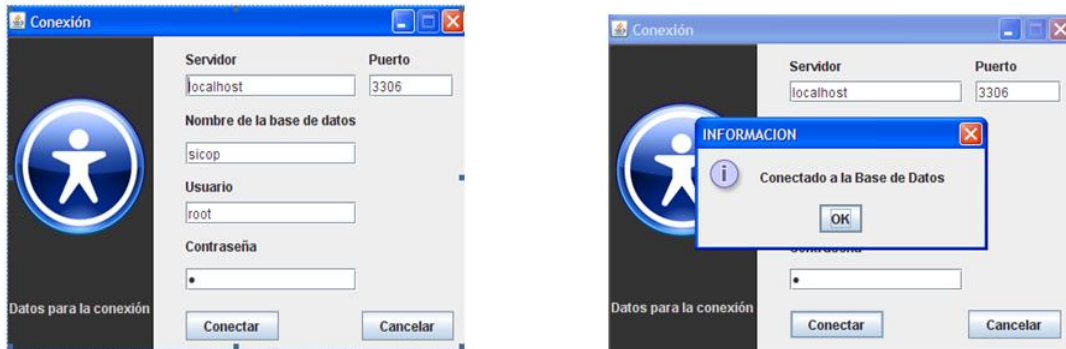 Conexión
Servidor
Puerto
localhost
3306
Nombre de la base de datos
sicop
Usuario
root
Contraseña
Datos para la conexión
Conectar
Cancelar
Conexión
Servidor
Puerto
localhost
3306
INFORMACION
Conectado a la Base de Datos
OK
Datos para la conexión
Conectar
Cancelar